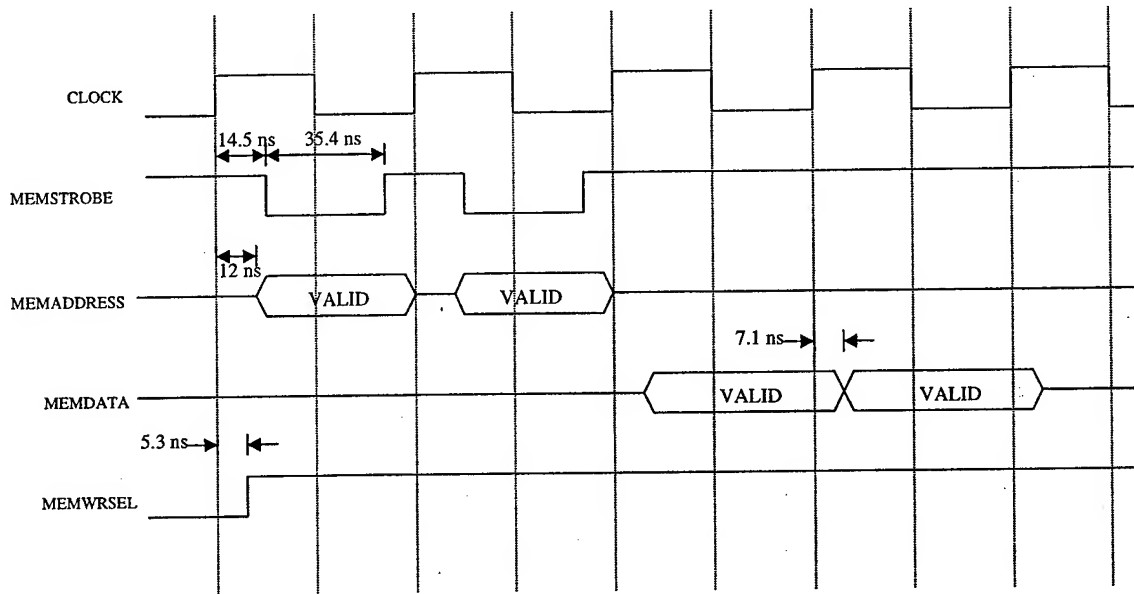 CLOCK
14.5 ns
35.4 ns
MEMSTROBE
12 ns
MEMADDRESS
VALID
VALID
7.1 ns
MEMDATA
VALID
VALID
5.3 ns
MEMWRSEL